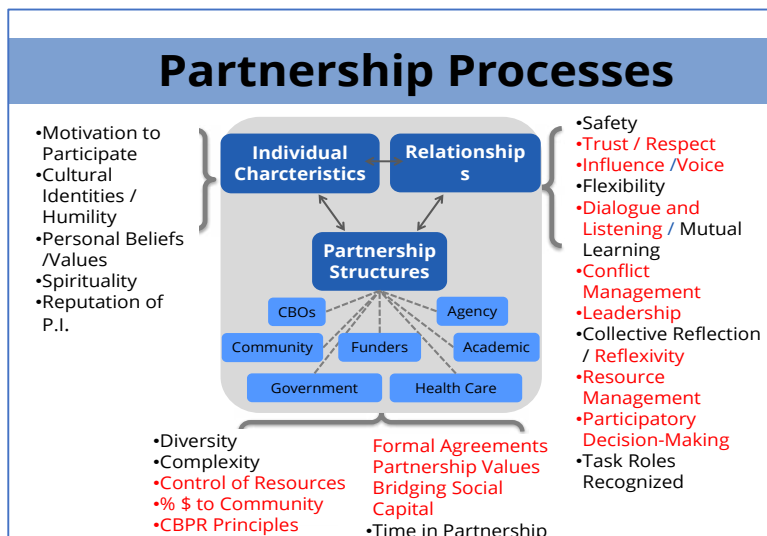 Partnership Processes
•Motivation to
Participate
•Cultural
Identities /
Humility
•Personal Beliefs
/Values
•Spirituality
•Reputation of
P.I.
Individual
Charcteristics
Relationship
s
Partnership
Structures
CBOs
Agency
Community
Funders
Academic
Government
Health Care
•Safety
•Trust / Respect
•Influence /Voice
•Flexibility
•Dialogue and
Listening / Mutual
Learning
•Conflict
Management
•Leadership
•Collective Reflection
/ Reflexivity
•Resource
Management
•Participatory
Decision-Making
•Task Roles
Recognized
•Diversity
•Complexity
•Control of Resources
•% $ to Community
•CBPR Principles
Formal Agreements
Partnership Values
Bridging Social
Capital
•Time in Partnership